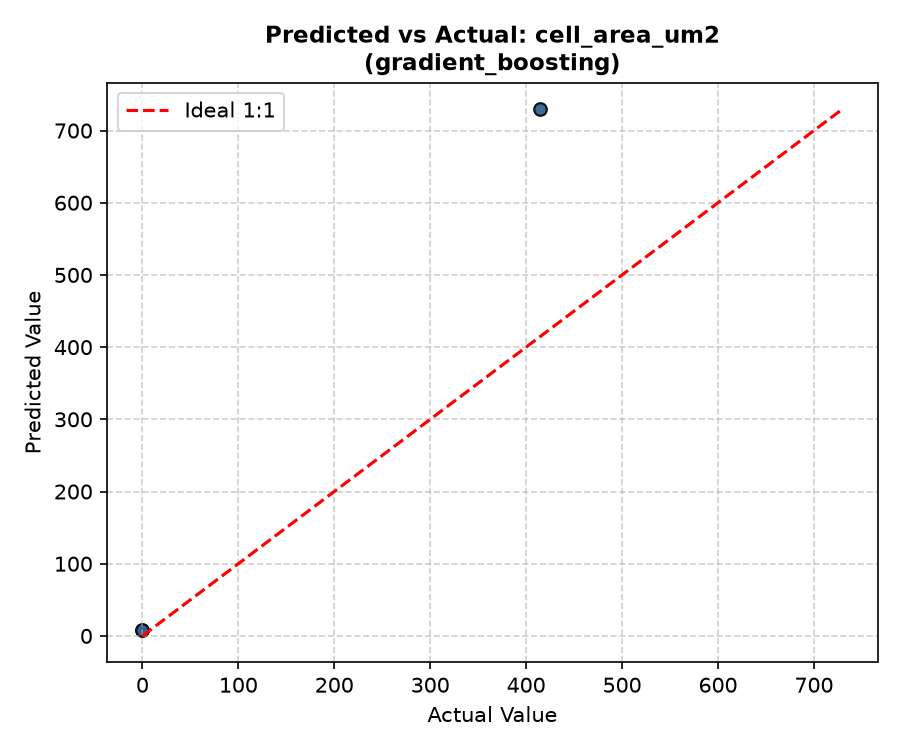 Predicted vs Actual: cell_area_um2
(gradient_boosting)
Ideal 1:1
700
600
500
400
300
200
100
0
Predicted Value
0 100 200 300 400 500 600 700
Actual Value